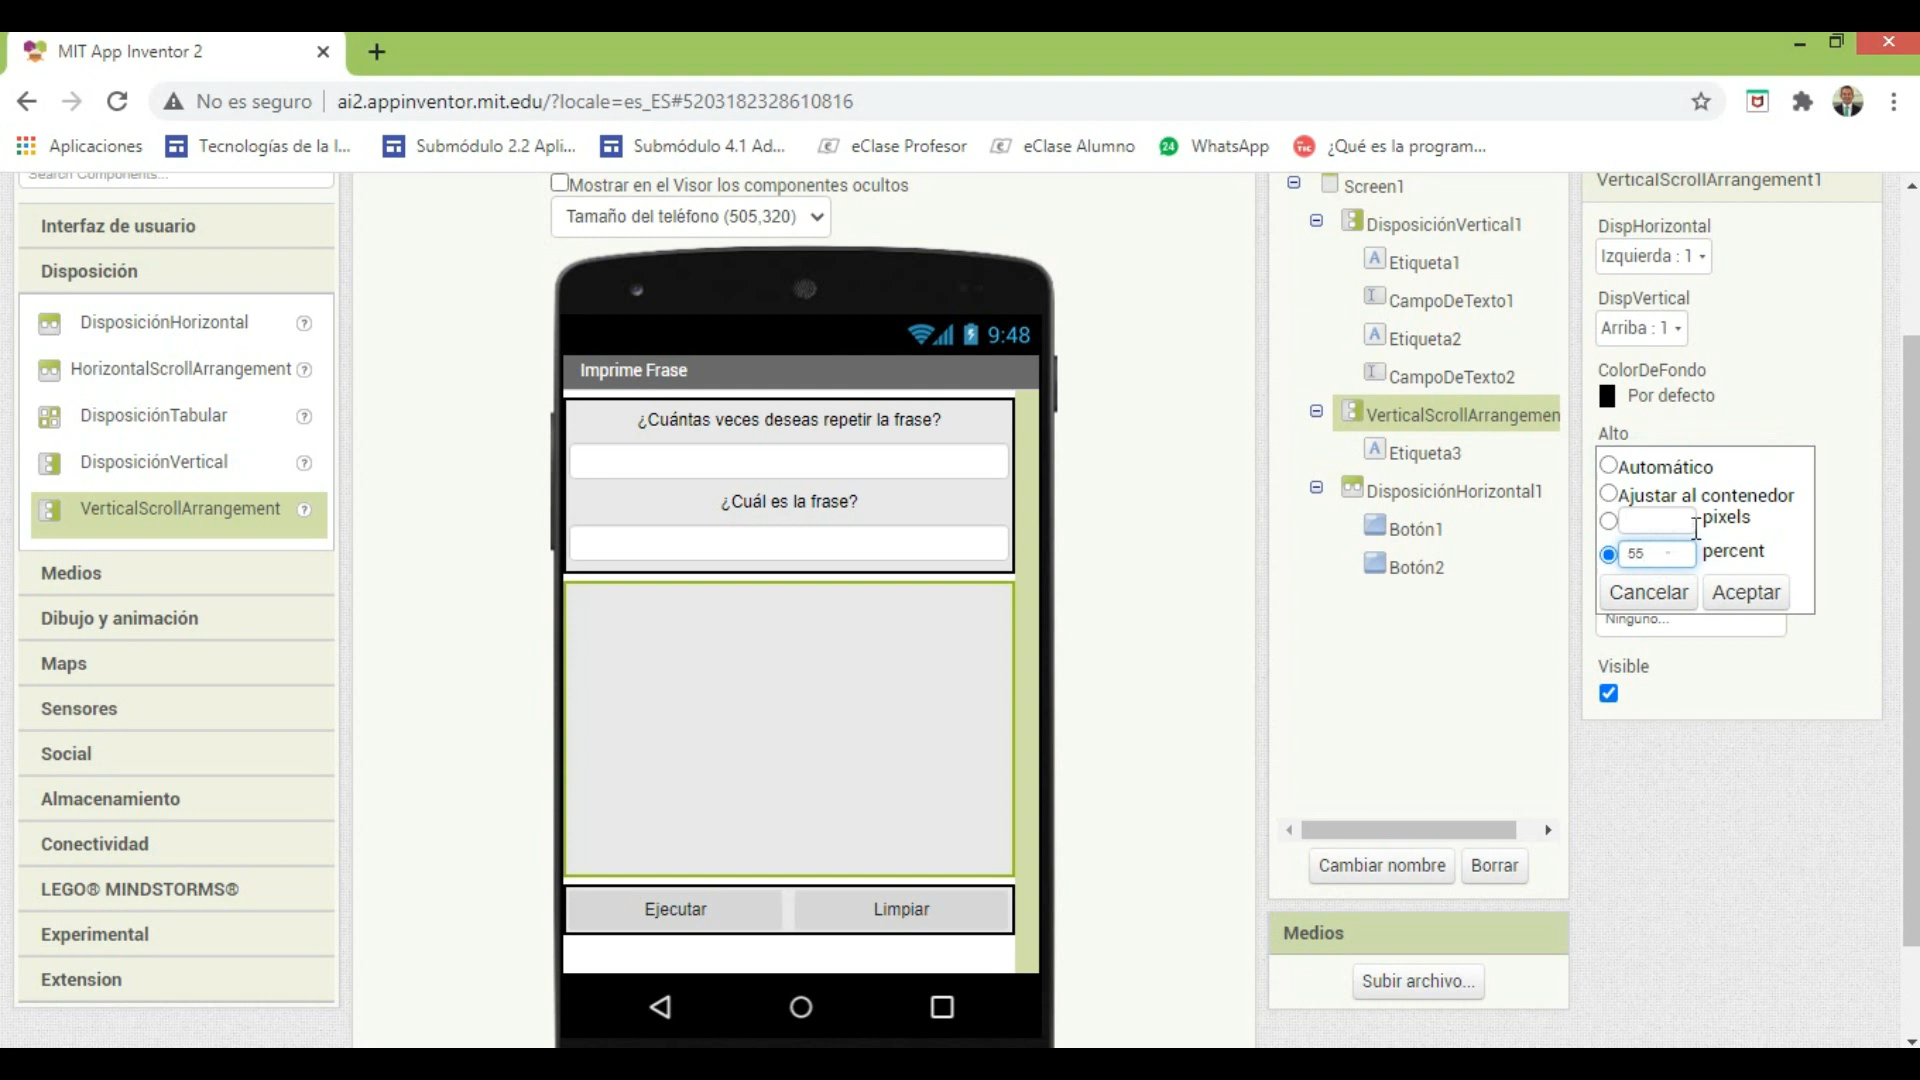 MIT App Inventor 2
No es seguro
ai2.appinventor.mit.edu/?locale=es_ES#5203182328610816
Aplicaciones
Tecnologías de la I...
Submódulo 2.2 Apli...
Submódulo 4.1 Ad...
eClase Profesor
eClase Alumno
24
WhatsApp
TIC
¿Qué es la program...
Search Components...
Interfaz de usuario
Disposición
DisposiciónHorizontal
HorizontalScrollArrangement
DisposiciónTabular
DisposiciónVertical
VerticalScrollArrangement
Medios
Dibujo y animación
Maps
Sensores
Social
Almacenamiento
Conectividad
LEGO® MINDSTORMS®
Experimental
Extension
Mostrar en el Visor los componentes ocultos
Tamaño del teléfono (505,320)
9:48
Imprime Frase
¿Cuántas veces deseas repetir la frase?
¿Cuál es la frase?
Ejecutar
Limpiar
Screen1
DisposiciónVertical1
Etiqueta1
CampoDeTexto1
Etiqueta2
CampoDeTexto2
VerticalScrollArrangemen
Etiqueta3
DisposiciónHorizontal1
Botón1
Botón2
Cambiar nombre
Borrar
Medios
Subir archivo...
VerticalScrollArrangement1
DispHorizontal
Izquierda : 1
DispVertical
Arriba : 1
ColorDeFondo
Por defecto
Alto
Automático
Ajustar al contenedor
pixels
55 percent
Cancelar
Aceptar
Ninguno...
Visible